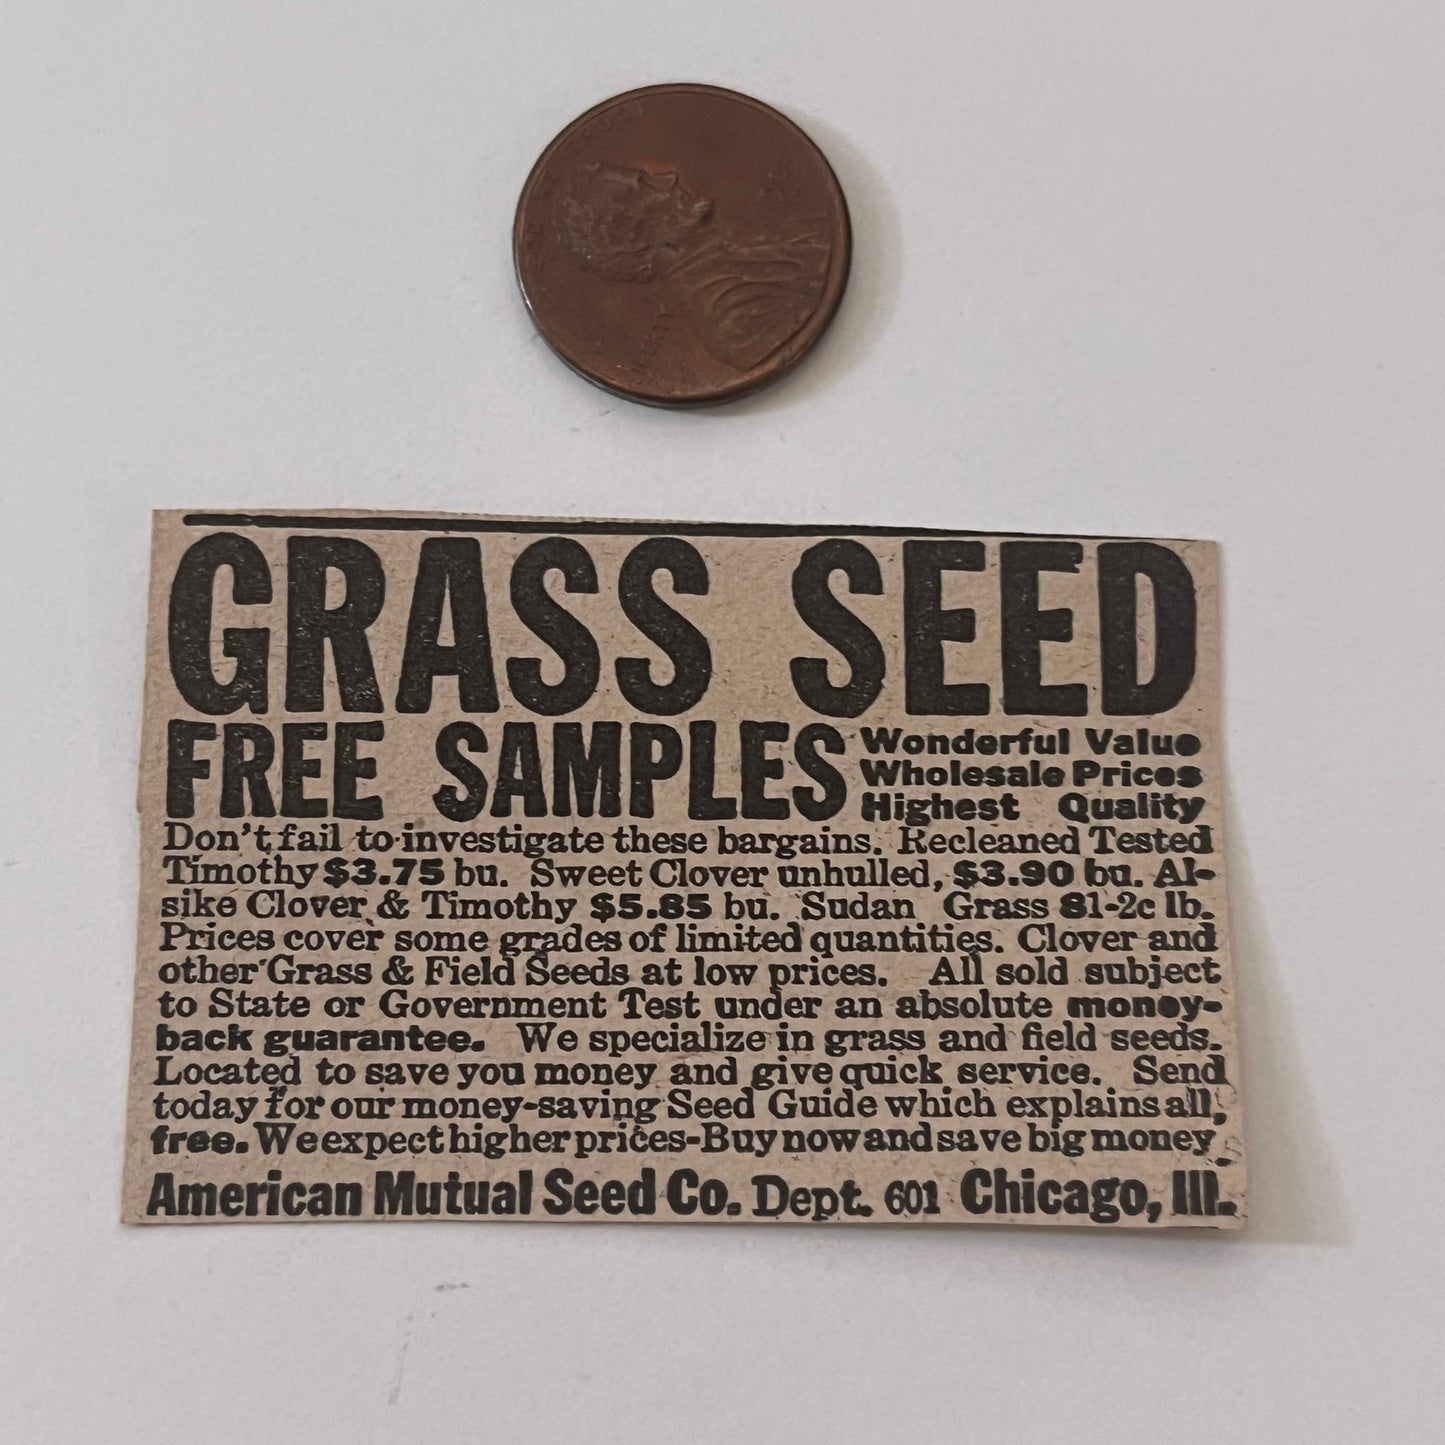 GRASS SEED
FREE SAMPLES
Wonderful Value
Wholesale Prices
Highest Quality
Don't fail to investigate these bargains. Recleaned Tested
Timothy $3.75 bu. Sweet Clover unhulled, $3.90 bu. Al-
sike Clover & Timothy $5.85 bu. Sudan Grass 81-2c lb.
Prices cover some grades of limited quantities. Clover and
other Grass & Field Seeds at low prices. All sold subject
to State or Government Test under an absolute money-
back guarantee. We specialize in grass and field seeds.
Located to save you money and give quick service. Send
today for our money-saving Seed Guide which explains all,
free. We expect higher prices-Buy now and save big money.
American Mutual Seed Co. Dept. 601 Chicago, Ill.